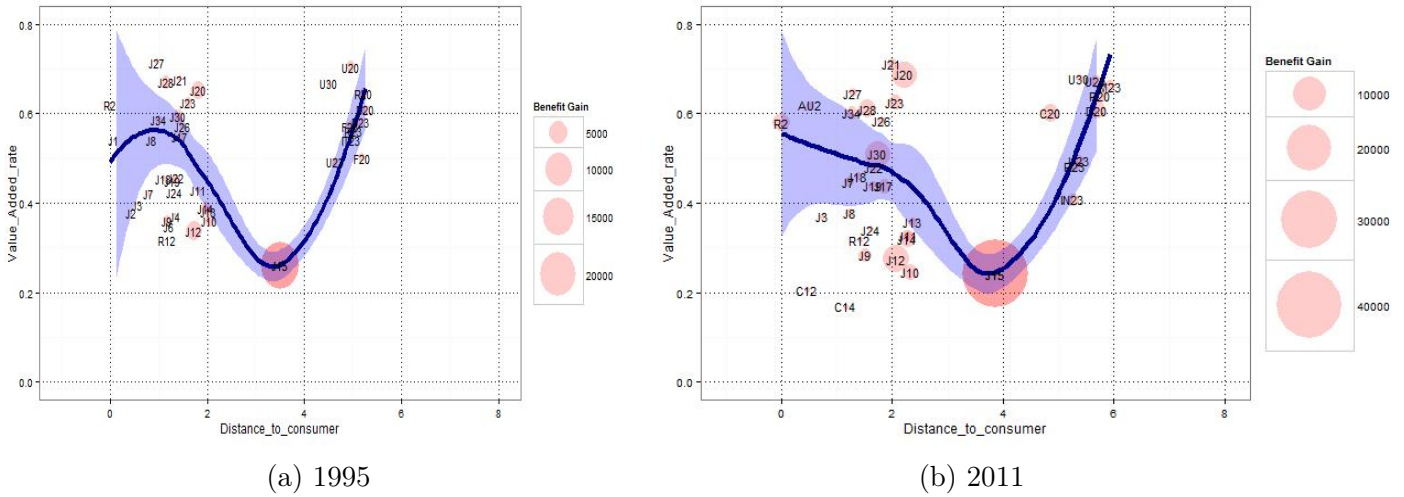 Value_Added_rate
0.8
0.6
0.4
0.2
0.0
J27
J28
J21
J20
J23
R2
J34
J30
J26
J1
J8
J22
J24
J11
J7
J3
J2
J4
J9
J6
J10
J12
R12
J15
U20
U30
U23
F20
0
2
4
6
8
Distance_to_consumer
Benefit Gain
5000
10000
15000
20000
(a) 1995
Value_Added_rate
0.8
0.6
0.4
0.2
0.0
J21
J20
J27
AU2
J34
J28
J23
J26
R2
J30
J22
J18
J7
J19
J17
J3
J8
J13
J24
R12
J14
J9
J12
J10
C12
C14
J15
C20
U30
IN23
0
2
4
6
8
Distance_to_consumer
Benefit Gain
10000
20000
30000
40000
(b) 2011